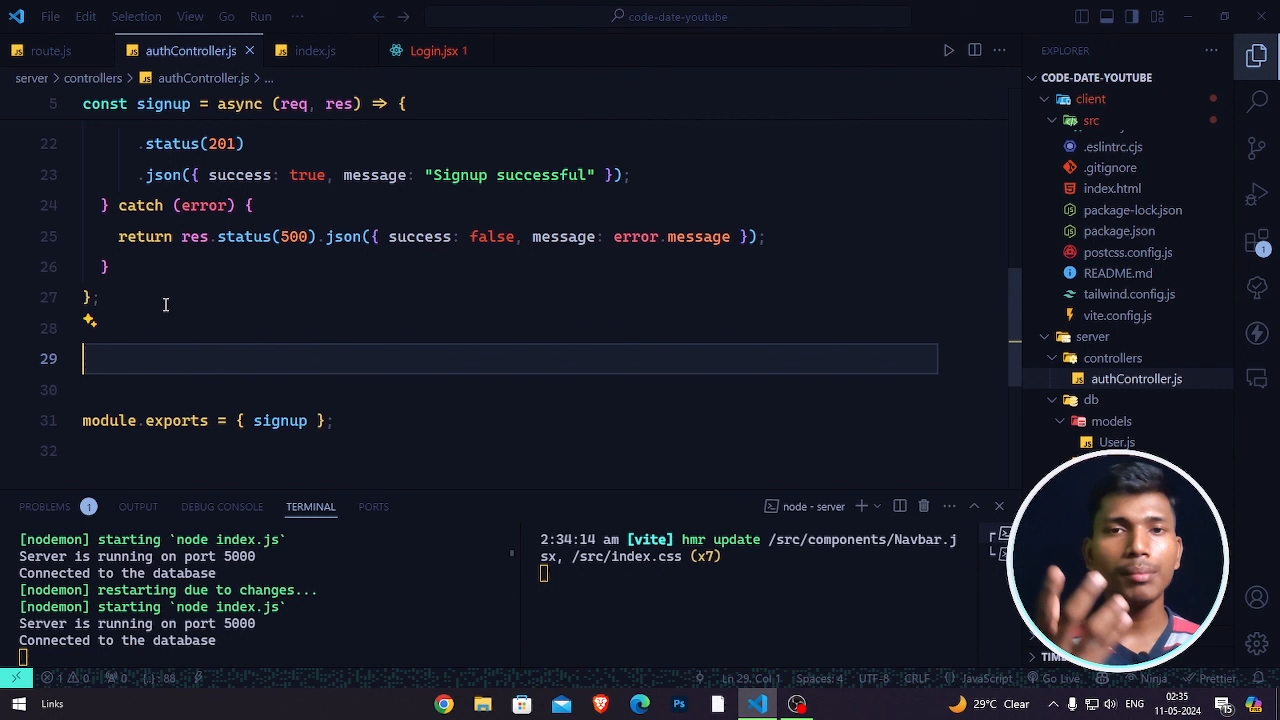 File Edit Selection View Go Run ··· code-date-youtube
route.js authController.js index.js Login.jsx 1
EXPLORER
server > controllers > authController.js > ...
CODE-DATE-YOUTUBE
5 const signup = async (req, res) => {
22 .status(201)
23 .json({ success: true, message: "Signup successful" });
24 } catch (error) {
25 return res.status(500).json({ success: false, message: error.message });
26 }
27 };
28
29
30
31 module.exports = { signup };
32
client
src
.eslintrc.cjs
.gitignore
index.html
package-lock.json
package.json
postcss.config.js
README.md
tailwind.config.js
vite.config.js
server
controllers
authController.js
db
models
User.js
1
PROBLEMS 1 OUTPUT DEBUG CONSOLE TERMINAL PORTS
node - server
[nodemon] starting `node index.js`
Server is running on port 5000
Connected to the database
[nodemon] restarting due to changes...
[nodemon] starting `node index.js`
Server is running on port 5000
Connected to the database
2:34:14 am [vite] hmr update /src/components/Navbar.j
sx, /src/index.css (x7)
1 0 0 {..}: 88 Ln 29, Col 1 Spaces: 4 UTF-8 CRLF {} JavaScript Go Live Ninja Prettier
Links 29°C Clear ENG 02:35
11-05-2024